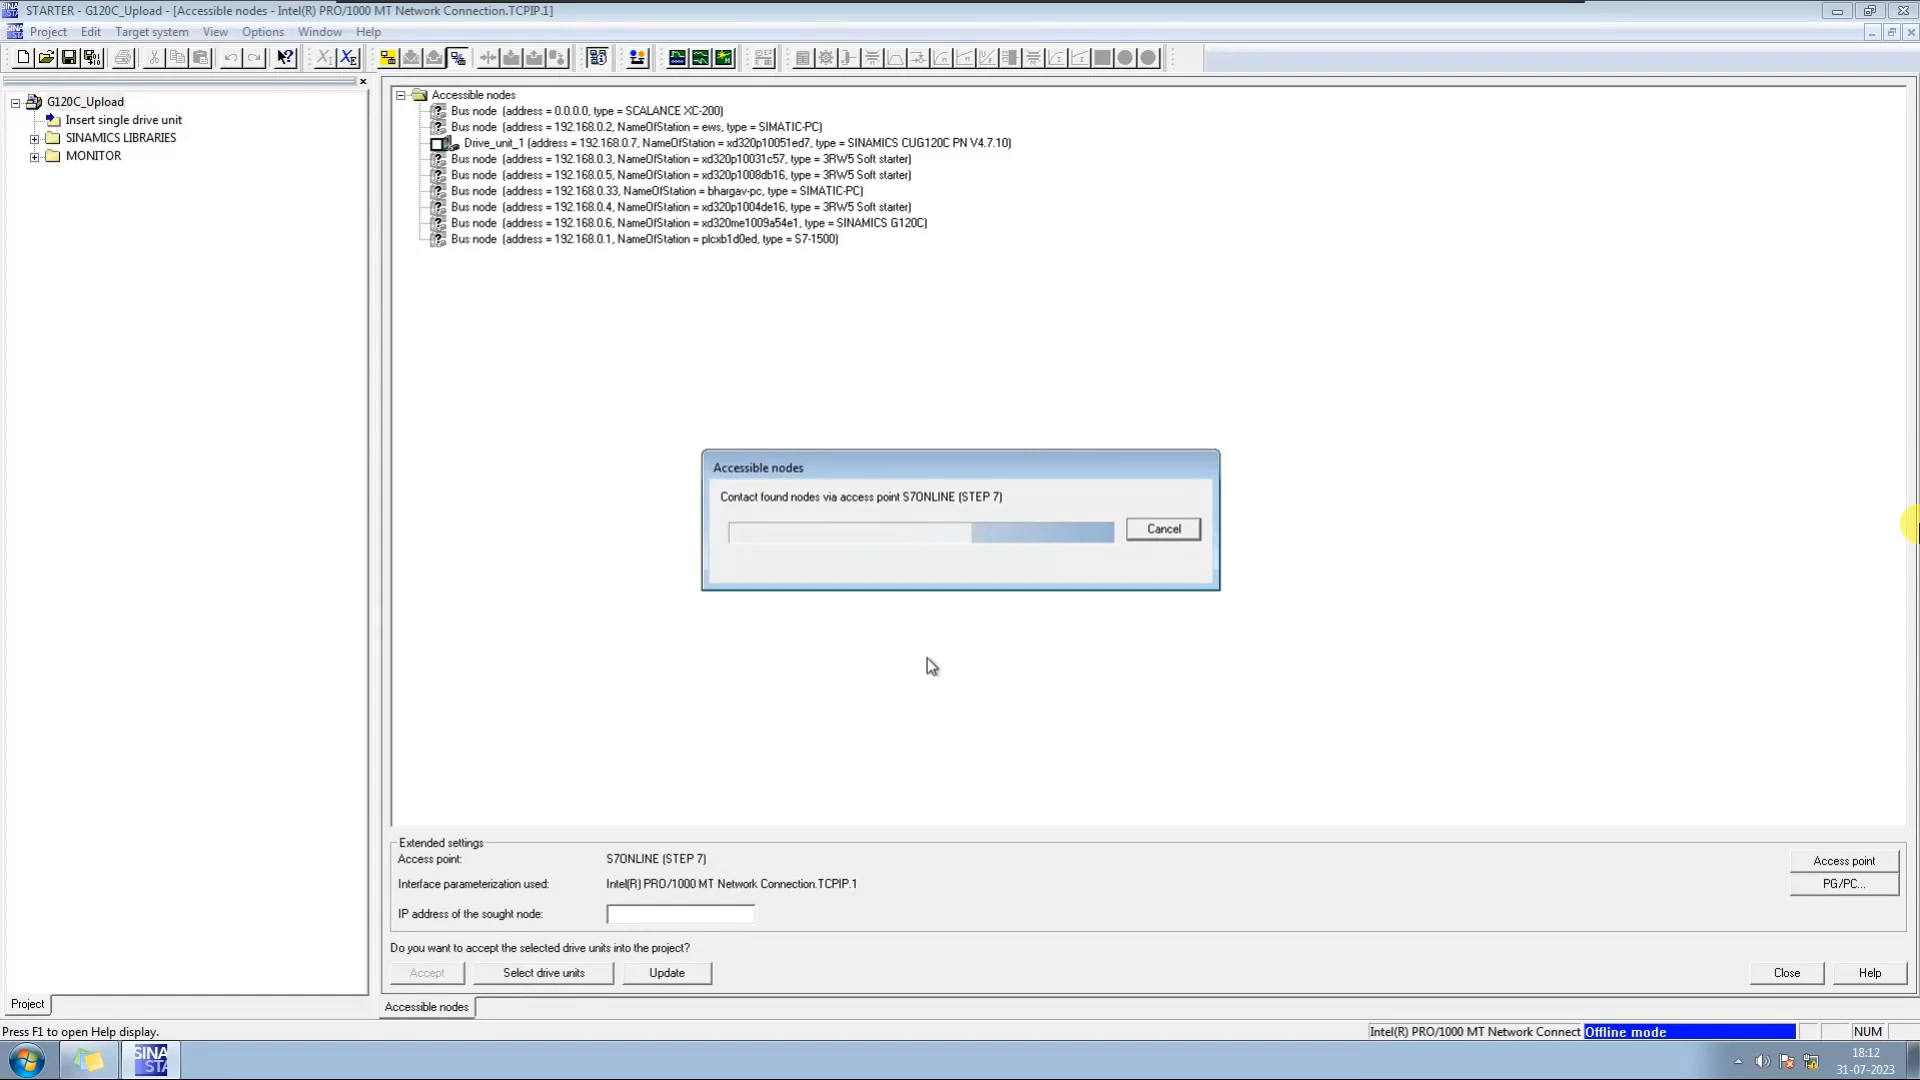 STARTER - G120C_Upload - [Accessible nodes - Intel(R) PRO/1000 MT Network Connection.TCPIP.1]
Project Edit Target system View Options Window Help
G120C_Upload
Insert single drive unit
SINAMICS LIBRARIES
MONITOR
Accessible nodes
Bus node (address = 0.0.0.0, type = SCALANCE XC-200)
Bus node (address = 192.168.0.2, NameOfStation = ews, type = SIMATIC-PC)
Drive_unit_1 (address = 192.168.0.7, NameOfStation = xd320p10051ed7, type = SINAMICS CUG120C PN V4.7.10)
Bus node (address = 192.168.0.3, NameOfStation = xd320p10031c57, type = 3RW5 Soft starter)
Bus node (address = 192.168.0.5, NameOfStation = xd320p1008db16, type = 3RW5 Soft starter)
Bus node (address = 192.168.0.33, NameOfStation = bhargav-pc, type = SIMATIC-PC)
Bus node (address = 192.168.0.4, NameOfStation = xd320p1004de16, type = 3RW5 Soft starter)
Bus node (address = 192.168.0.6, NameOfStation = xd320me1009a54e1, type = SINAMICS G120C)
Bus node (address = 192.168.0.1, NameOfStation = plcxb1d0ed, type = S7-1500)
Accessible nodes
Contact found nodes via access point S7ONLINE (STEP 7)
Cancel
Extended settings
Access point: S7ONLINE (STEP 7)
Access point
Interface parameterization used: Intel(R) PRO/1000 MT Network Connection.TCPIP.1
PG/PC...
IP address of the sought node:
Do you want to accept the selected drive units into the project?
Accept Select drive units Update Close Help
Project
Accessible nodes
Press F1 to open Help display.
Intel(R) PRO/1000 MT Network Connect Offline mode NUM
SINA
STA
18:12
31-07-2023